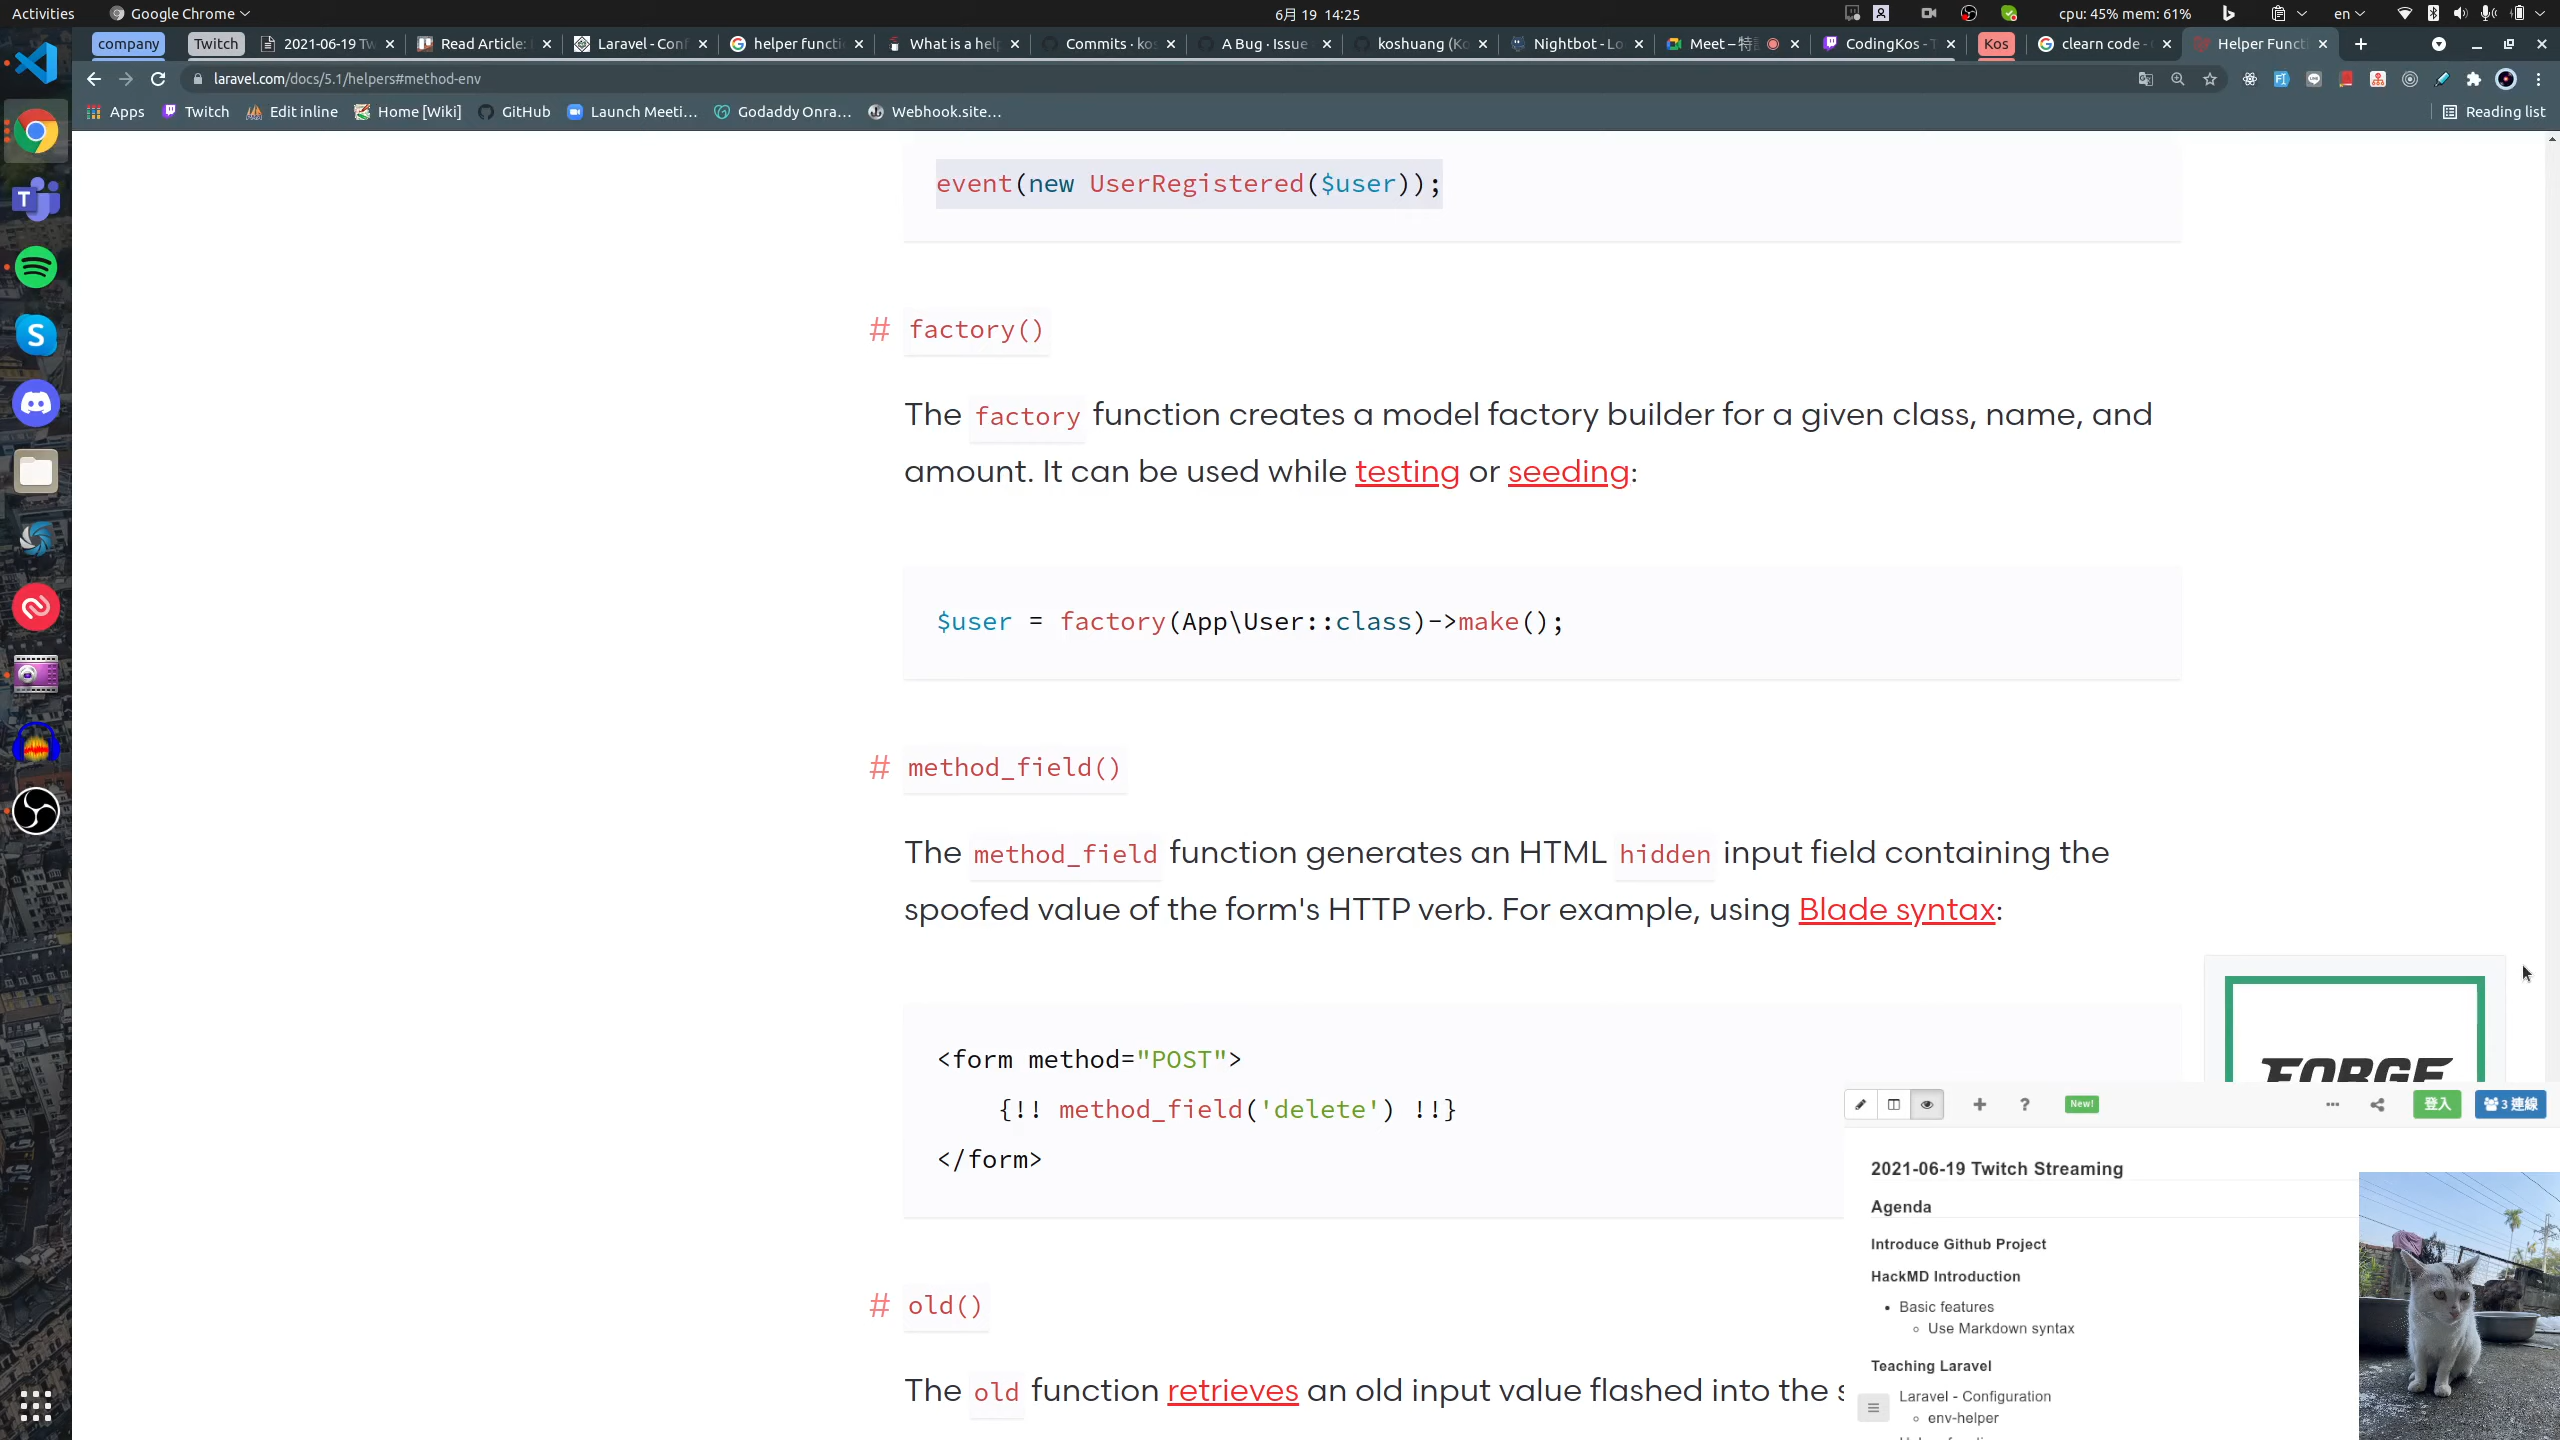 Activities Google Chrome 6月 19 14:25 cpu: 45% mem: 61% en
company Twitch 2021-06-19 Tw Read Article: Laravel - Conf helper functi What is a hel Commits · kos A Bug · Issue koshuang (Ko Nightbot - Lo Meet – 特 CodingKos - T Kos clearn code - Helper Funct
laravel.com/docs/5.1/helpers#method-env
Apps Twitch Edit inline Home [Wiki] GitHub Launch Meeti... Godaddy Onra... Webhook.site... Reading list
event(new UserRegistered($user));
# factory()
The factory function creates a model factory builder for a given class, name, and
amount. It can be used while testing or seeding:
$user = factory(App\User::class)->make();
# method_field()
The method_field function generates an HTML hidden input field containing the
spoofed value of the form's HTTP verb. For example, using Blade syntax:
<form method="POST">
{!! method_field('delete') !!}
</form>
# old()
The old function retrieves an old input value flashed into the s
FORGE
New! 登入 3 連線
2021-06-19 Twitch Streaming
Agenda
Introduce Github Project
HackMD Introduction
Basic features
Use Markdown syntax
Teaching Laravel
Laravel - Configuration
env-helper